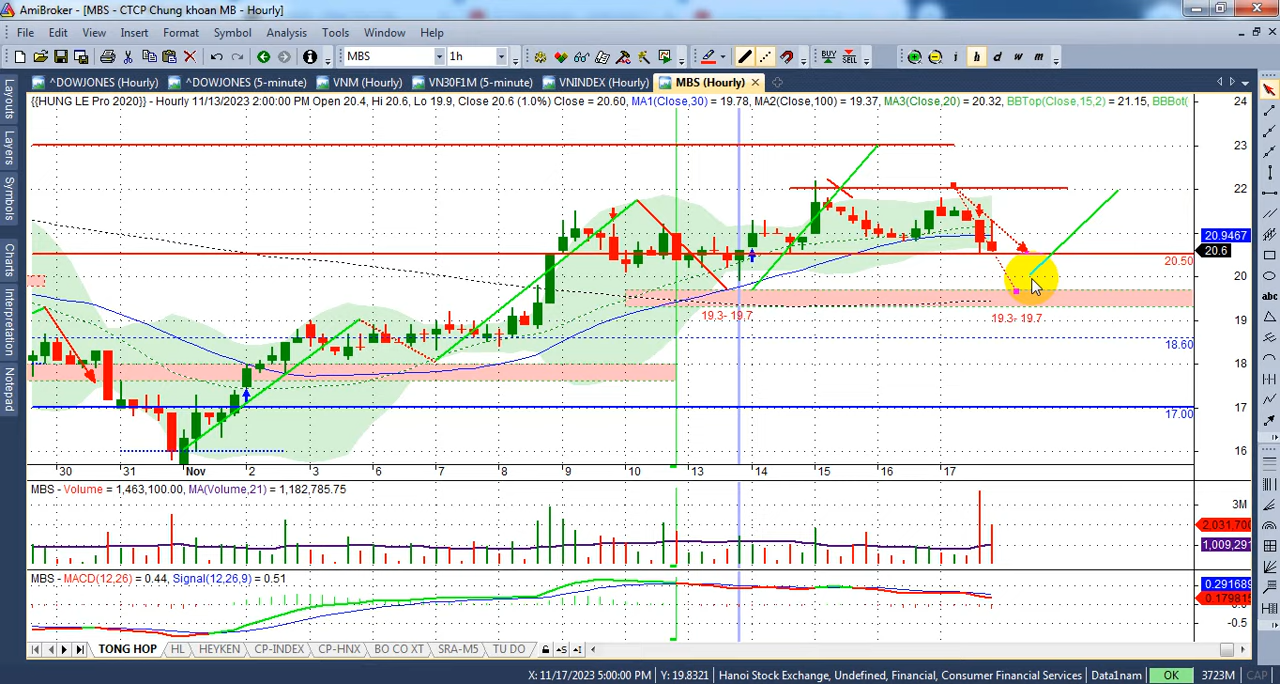 AmiBroker - [MBS - CTCP Chung khoan MB - Hourly]
File Edit View Insert Format Symbol Analysis Tools Window Help
MBS 1h BUY SELL i h d w m
^DOWJONES (Hourly) ^DOWJONES (5-minute) VNM (Hourly) VN30F1M (5-minute) VNINDEX (Hourly) MBS (Hourly)
{{HUNG LE Pro 2020}} - Hourly 11/13/2023 2:00:00 PM Open 20.4, Hi 20.6, Lo 19.9, Close 20.6 (1.0%) Close = 20.60, MA1(Close,30) = 19.78, MA2(Close,100) = 19.37, MA3(Close,20) = 20.32, BBTop(Close,15,2) = 21.15, BBBot(
Layouts
Layers
Symbols
Charts
Interpretation
Notepad
abc
24
23
22
21
20.9467
20.6
20.50
20
19.3- 19.7
19.3- 19.7
19
18.60
18
17
17.00
16
30 31 Nov 2 3 6 7 8 9 10 13 14 15 16 17
MBS - Volume = 1,463,100.00, MA(Volume,21) = 1,182,785.75
3M
2,031,700
1,009,291
MBS - MACD(12,26) = 0.44, Signal(12,26,9) = 0.51
0.291689
0.179815
-0.5
TONG HOP HL HEYKEN CP-INDEX CP-HNX BO CO XT SRA-M5 TU DO
X: 11/17/2023 5:00:00 PM Y: 19.8321 Hanoi Stock Exchange, Undefined, Financial, Consumer Financial Services Data1nam OK 3723M CAP